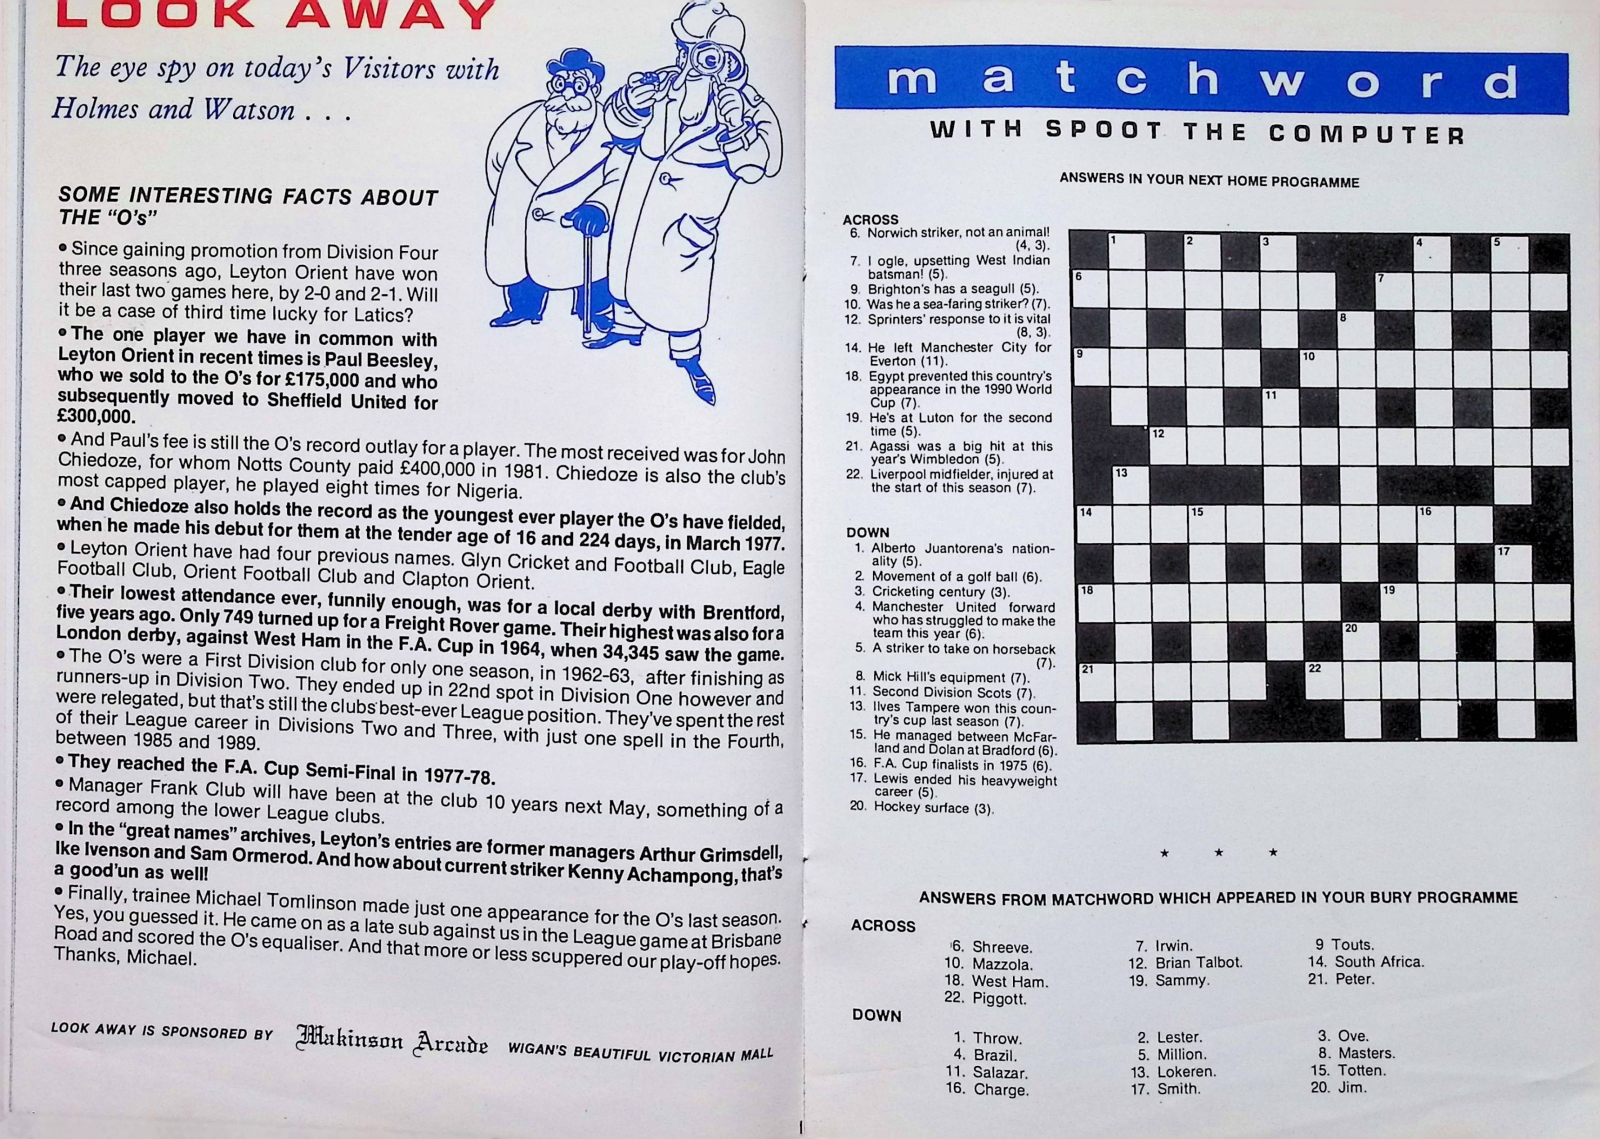 LOOK AWAY
The eye spy on today's Visitors with
Holmes and Watson . . .
SOME INTERESTING FACTS ABOUT
THE "O's"
• Since gaining promotion from Division Four
three seasons ago, Leyton Orient have won
their last two games here, by 2-0 and 2-1. Will
it be a case of third time lucky for Latics?
• The one player we have in common with
Leyton Orient in recent times is Paul Beesley,
who we sold to the O's for £175,000 and who
subsequently moved to Sheffield United for
£300,000.
• And Paul's fee is still the O's record outlay for a player. The most received was for John
Chiedoze, for whom Notts County paid £400,000 in 1981. Chiedoze is also the club's
most capped player, he played eight times for Nigeria.
• And Chiedoze also holds the record as the youngest ever player the O's have fielded,
when he made his debut for them at the tender age of 16 and 224 days, in March 1977.
• Leyton Orient have had four previous names. Glyn Cricket and Football Club, Eagle
Football Club, Orient Football Club and Clapton Orient.
• Their lowest attendance ever, funnily enough, was for a local derby with Brentford,
five years ago. Only 749 turned up for a Freight Rover game. Their highest was also for a
London derby, against West Ham in the F.A. Cup in 1964, when 34,345 saw the game.
• The O's were a First Division club for only one season, in 1962-63, after finishing as
runners-up in Division Two. They ended up in 22nd spot in Division One however and
were relegated, but that's still the clubs' best-ever League position. They've spent the rest
of their League career in Divisions Two and Three, with just one spell in the Fourth,
between 1985 and 1989.
• They reached the F.A. Cup Semi-Final in 1977-78.
• Manager Frank Club will have been at the club 10 years next May, something of a
record among the lower League clubs.
• In the "great names" archives, Leyton's entries are former managers Arthur Grimsdell,
Ike Ivenson and Sam Ormerod. And how about current striker Kenny Achampong, that's
a good'un as well!
• Finally, trainee Michael Tomlinson made just one appearance for the O's last season.
Yes, you guessed it. He came on as a late sub against us in the League game at Brisbane
Road and scored the O's equaliser. And that more or less scuppered our play-off hopes.
Thanks, Michael.
LOOK AWAY IS SPONSORED BY Makinson Arcade WIGAN'S BEAUTIFUL VICTORIAN MALL
matchword
WITH SPOOT THE COMPUTER
ANSWERS IN YOUR NEXT HOME PROGRAMME
ACROSS
6. Norwich striker, not an animal!
(4, 3).
7. I ogle, upsetting West Indian
batsman! (5).
9. Brighton's has a seagull (5).
10. Was he a sea-faring striker? (7).
12. Sprinters' response to it is vital
(8, 3).
14. He left Manchester City for
Everton (11).
18. Egypt prevented this country's
appearance in the 1990 World
Cup (7).
19. He's at Luton for the second
time (5).
21. Agassi was a big hit at this
year's Wimbledon (5).
22. Liverpool midfielder, injured at
the start of this season (7).
DOWN
1. Alberto Juantorena's nation-
ality (5).
2. Movement of a golf ball (6).
3. Cricketing century (3).
4. Manchester United forward
who has struggled to make the
team this year (6).
5. A striker to take on horseback
(7).
8. Mick Hill's equipment (7).
11. Second Division Scots (7).
13. Ilves Tampere won this coun-
try's cup last season (7).
15. He managed between McFar-
land and Dolan at Bradford (6).
16. F.A. Cup finalists in 1975 (6).
17. Lewis ended his heavyweight
career (5).
20. Hockey surface (3).
1 2 3 4 5
6 7
8
9 10
11
12
13
14 15 16
17
18 19
20
21 22
★ ★ ★
ANSWERS FROM MATCHWORD WHICH APPEARED IN YOUR BURY PROGRAMME
ACROSS
6. Shreeve. 7. Irwin. 9 Touts.
10. Mazzola. 12. Brian Talbot. 14. South Africa.
18. West Ham. 19. Sammy. 21. Peter.
22. Piggott.
DOWN
1. Throw. 2. Lester. 3. Ove.
4. Brazil. 5. Million. 8. Masters.
11. Salazar. 13. Lokeren. 15. Totten.
16. Charge. 17. Smith. 20. Jim.